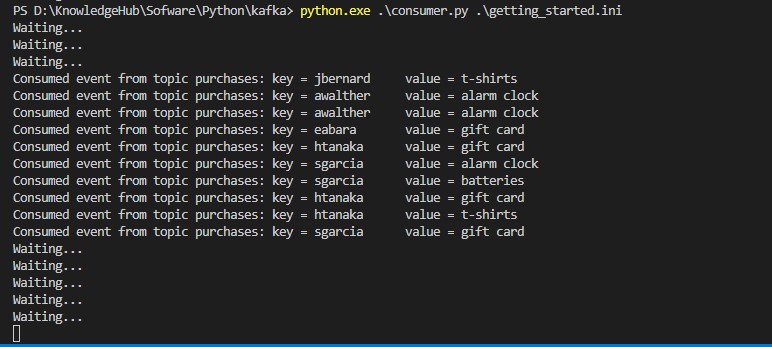 PS D:\KnowledgeHub\Sofware\Python\kafka> python.exe .\consumer.py .\getting_started.ini
Waiting...
Waiting...
Waiting...
Consumed event from topic purchases: key = jbernard     value = t-shirts
Consumed event from topic purchases: key = awalther     value = alarm clock
Consumed event from topic purchases: key = awalther     value = alarm clock
Consumed event from topic purchases: key = eabara       value = gift card
Consumed event from topic purchases: key = htanaka      value = gift card
Consumed event from topic purchases: key = sgarcia      value = alarm clock
Consumed event from topic purchases: key = sgarcia      value = batteries
Consumed event from topic purchases: key = htanaka      value = gift card
Consumed event from topic purchases: key = htanaka      value = t-shirts
Consumed event from topic purchases: key = sgarcia      value = gift card
Waiting...
Waiting...
Waiting...
Waiting...
Waiting...